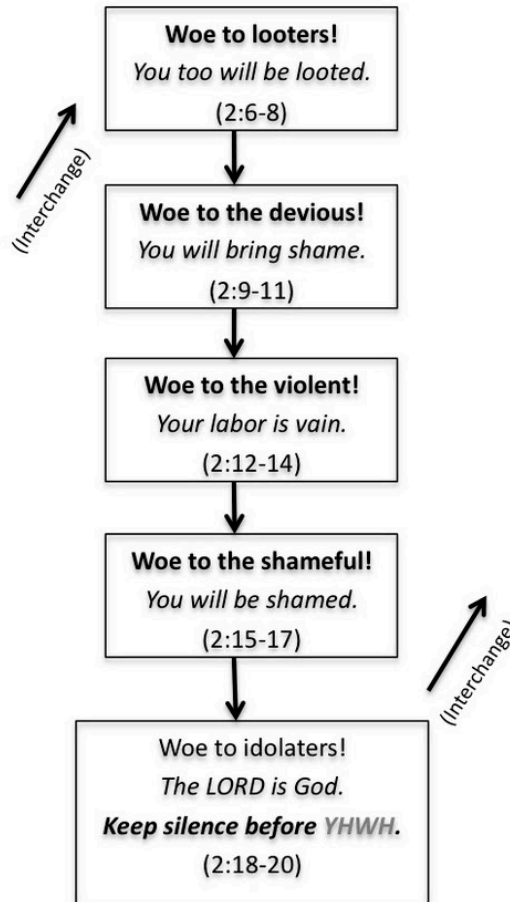 Woe to looters!
You too will be looted.
(2:6-8)
(Interchange)
Woe to the devious!
You will bring shame.
(2:9-11)
Woe to the violent!
Your labor is vain.
(2:12-14)
Woe to the shameful!
You will be shamed.
(2:15-17)
(Interchange)
Woe to idolaters!
The LORD is God.
Keep silence before YHWH.
(2:18-20)